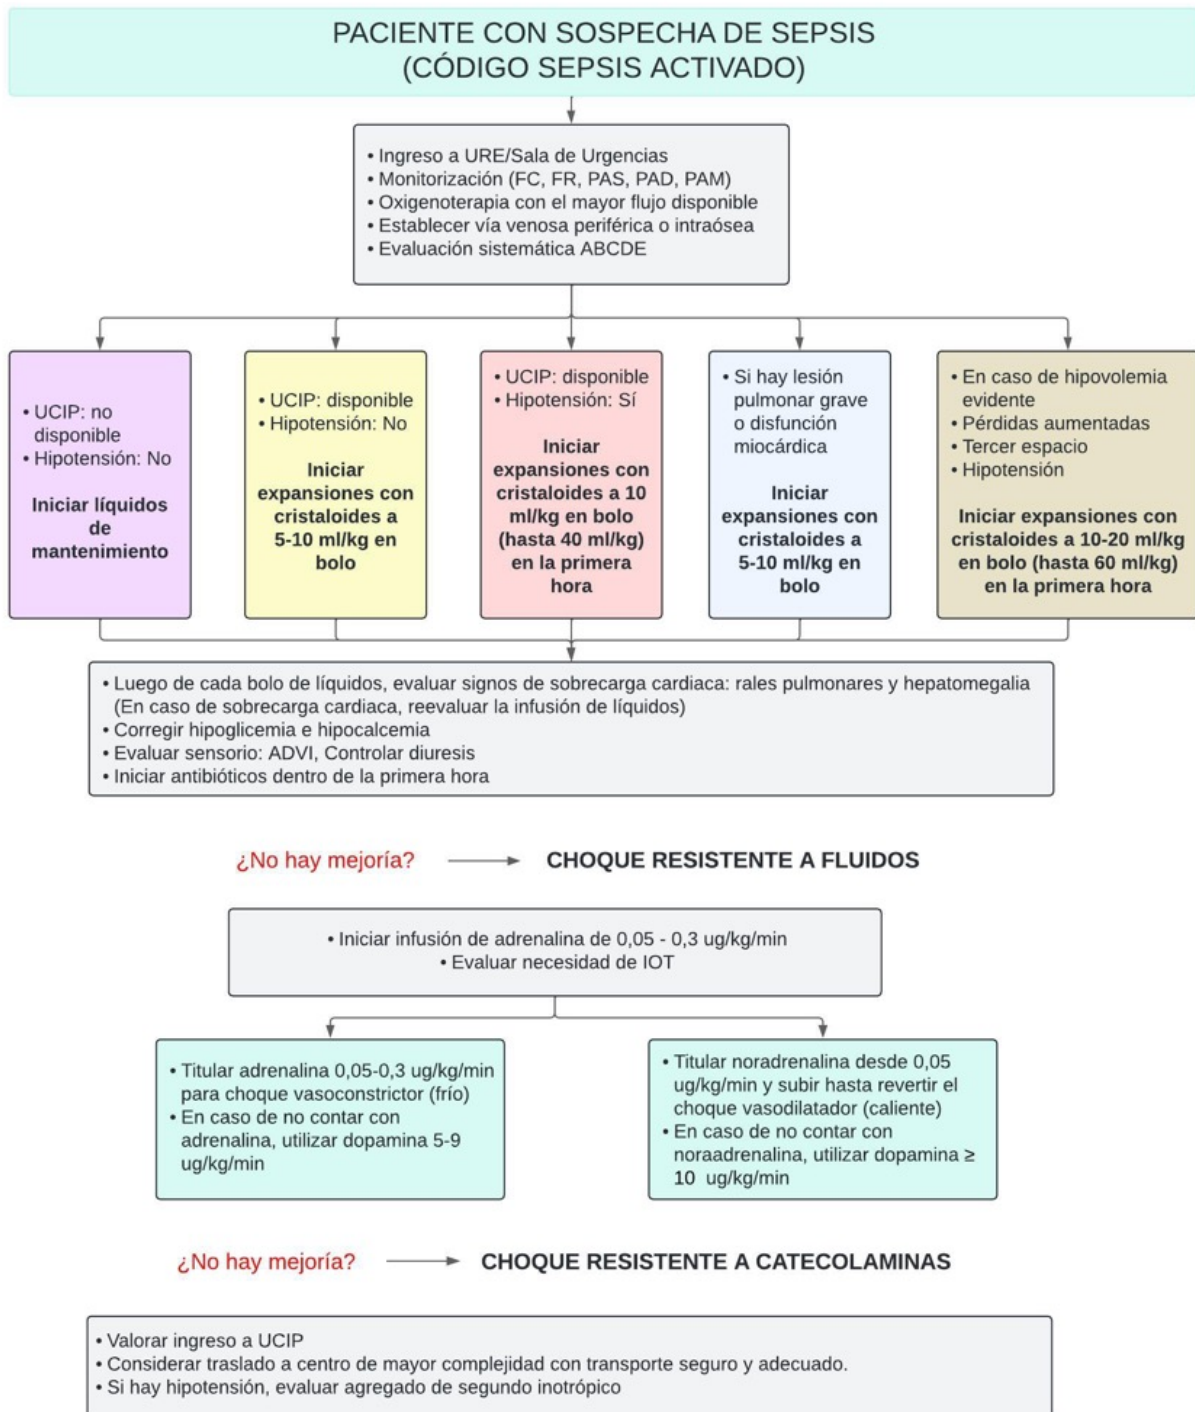 PACIENTE CON SOSPECHA DE SEPSIS
(CÓDIGO SEPSIS ACTIVADO)
• Ingreso a URE/Sala de Urgencias
• Monitorización (FC, FR, PAS, PAD, PAM)
• Oxigenoterapia con el mayor flujo disponible
• Establecer vía venosa periférica o intraósea
• Evaluación sistemática ABCDE
• UCIP: no
disponible
• Hipotensión: No
Iniciar líquidos
de
mantenimiento
• UCIP: disponible
• Hipotensión: No
Iniciar
expansiones con
cristaloides a
5-10 ml/kg en
bolo
• UCIP: disponible
• Hipotensión: Sí
Iniciar
expansiones con
cristaloides a 10
ml/kg en bolo
(hasta 40 ml/kg)
en la primera
hora
• Si hay lesión
pulmonar grave
o disfunción
miocárdica
Iniciar
expansiones con
cristaloides a
5-10 ml/kg en
bolo
• En caso de hipovolemia
evidente
• Pérdidas aumentadas
• Tercer espacio
• Hipotensión
Iniciar expansiones con
cristaloides a 10-20 ml/kg
en bolo (hasta 60 ml/kg)
en la primera hora
• Luego de cada bolo de líquidos, evaluar signos de sobrecarga cardiaca: rales pulmonares y hepatomegalia
(En caso de sobrecarga cardiaca, reevaluar la infusión de líquidos)
• Corregir hipoglicemia e hipocalcemia
• Evaluar sensorio: ADVI, Controlar diuresis
• Iniciar antibióticos dentro de la primera hora
¿No hay mejoría? CHOQUE RESISTENTE A FLUIDOS
• Iniciar infusión de adrenalina de 0,05 - 0,3 ug/kg/min
• Evaluar necesidad de IOT
• Titular adrenalina 0,05-0,3 ug/kg/min
para choque vasoconstrictor (frío)
• En caso de no contar con
adrenalina, utilizar dopamina 5-9
ug/kg/min
• Titular noradrenalina desde 0,05
ug/kg/min y subir hasta revertir el
choque vasodilatador (caliente)
• En caso de no contar con
noraadrenalina, utilizar dopamina ≥
10 ug/kg/min
¿No hay mejoría? CHOQUE RESISTENTE A CATECOLAMINAS
• Valorar ingreso a UCIP
• Considerar traslado a centro de mayor complejidad con transporte seguro y adecuado.
• Si hay hipotensión, evaluar agregado de segundo inotrópico